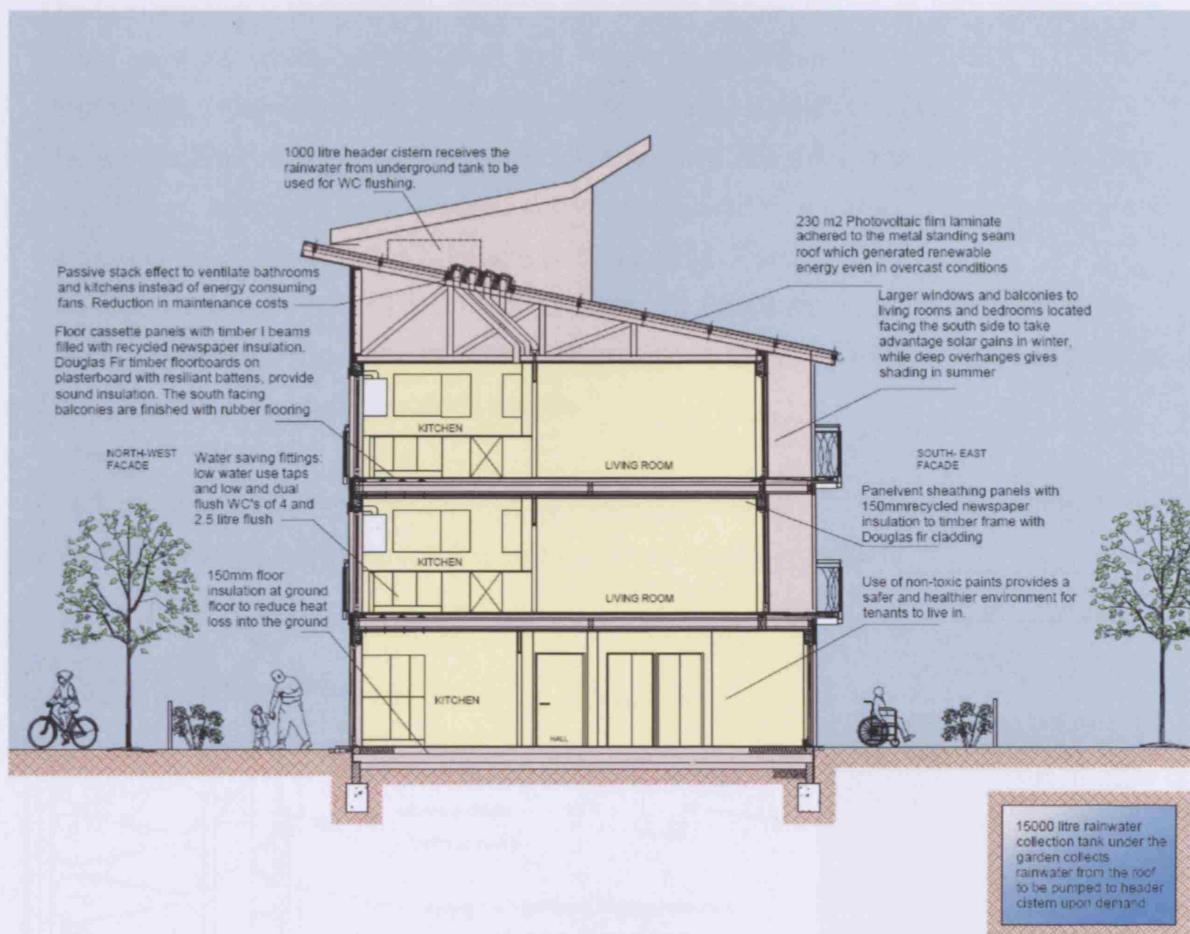 1000 litre header cistern receives the
rainwater from underground tank to be
used for WC flushing.
230 m2 Photovoltaic film laminate
adhered to the metal standing seam
roof which generated renewable
energy even in overcast conditions
Passive stack effect to ventilate bathrooms
and kitchens instead of energy consuming
fans. Reduction in maintenance costs
Larger windows and balconies to
living rooms and bedrooms located
facing the south side to take
advantage solar gains in winter,
while deep overhanges gives
shading in summer
Floor cassette panels with timber I beams
filled with recycled newspaper insulation.
Douglas Fir timber floorboards on
plasterboard with resiliant battens, provide
sound insulation. The south facing
balconies are finished with rubber flooring
KITCHEN
LIVING ROOM
NORTH-WEST
FACADE
SOUTH- EAST
FACADE
Water saving fittings:
low water use taps
and low and dual
flush WC's of 4 and
2.5 litre flush
Panelvent sheathing panels with
150mmrecycled newspaper
insulation to timber frame with
Douglas fir cladding
KITCHEN
LIVING ROOM
150mm floor
insulation at ground
floor to reduce heat
loss into the ground
Use of non-toxic paints provides a
safer and healthier environment for
tenants to live in.
KITCHEN
HALL
15000 litre rainwater
collection tank under the
garden collects
rainwater from the roof
to be pumped to header
cistern upon demand